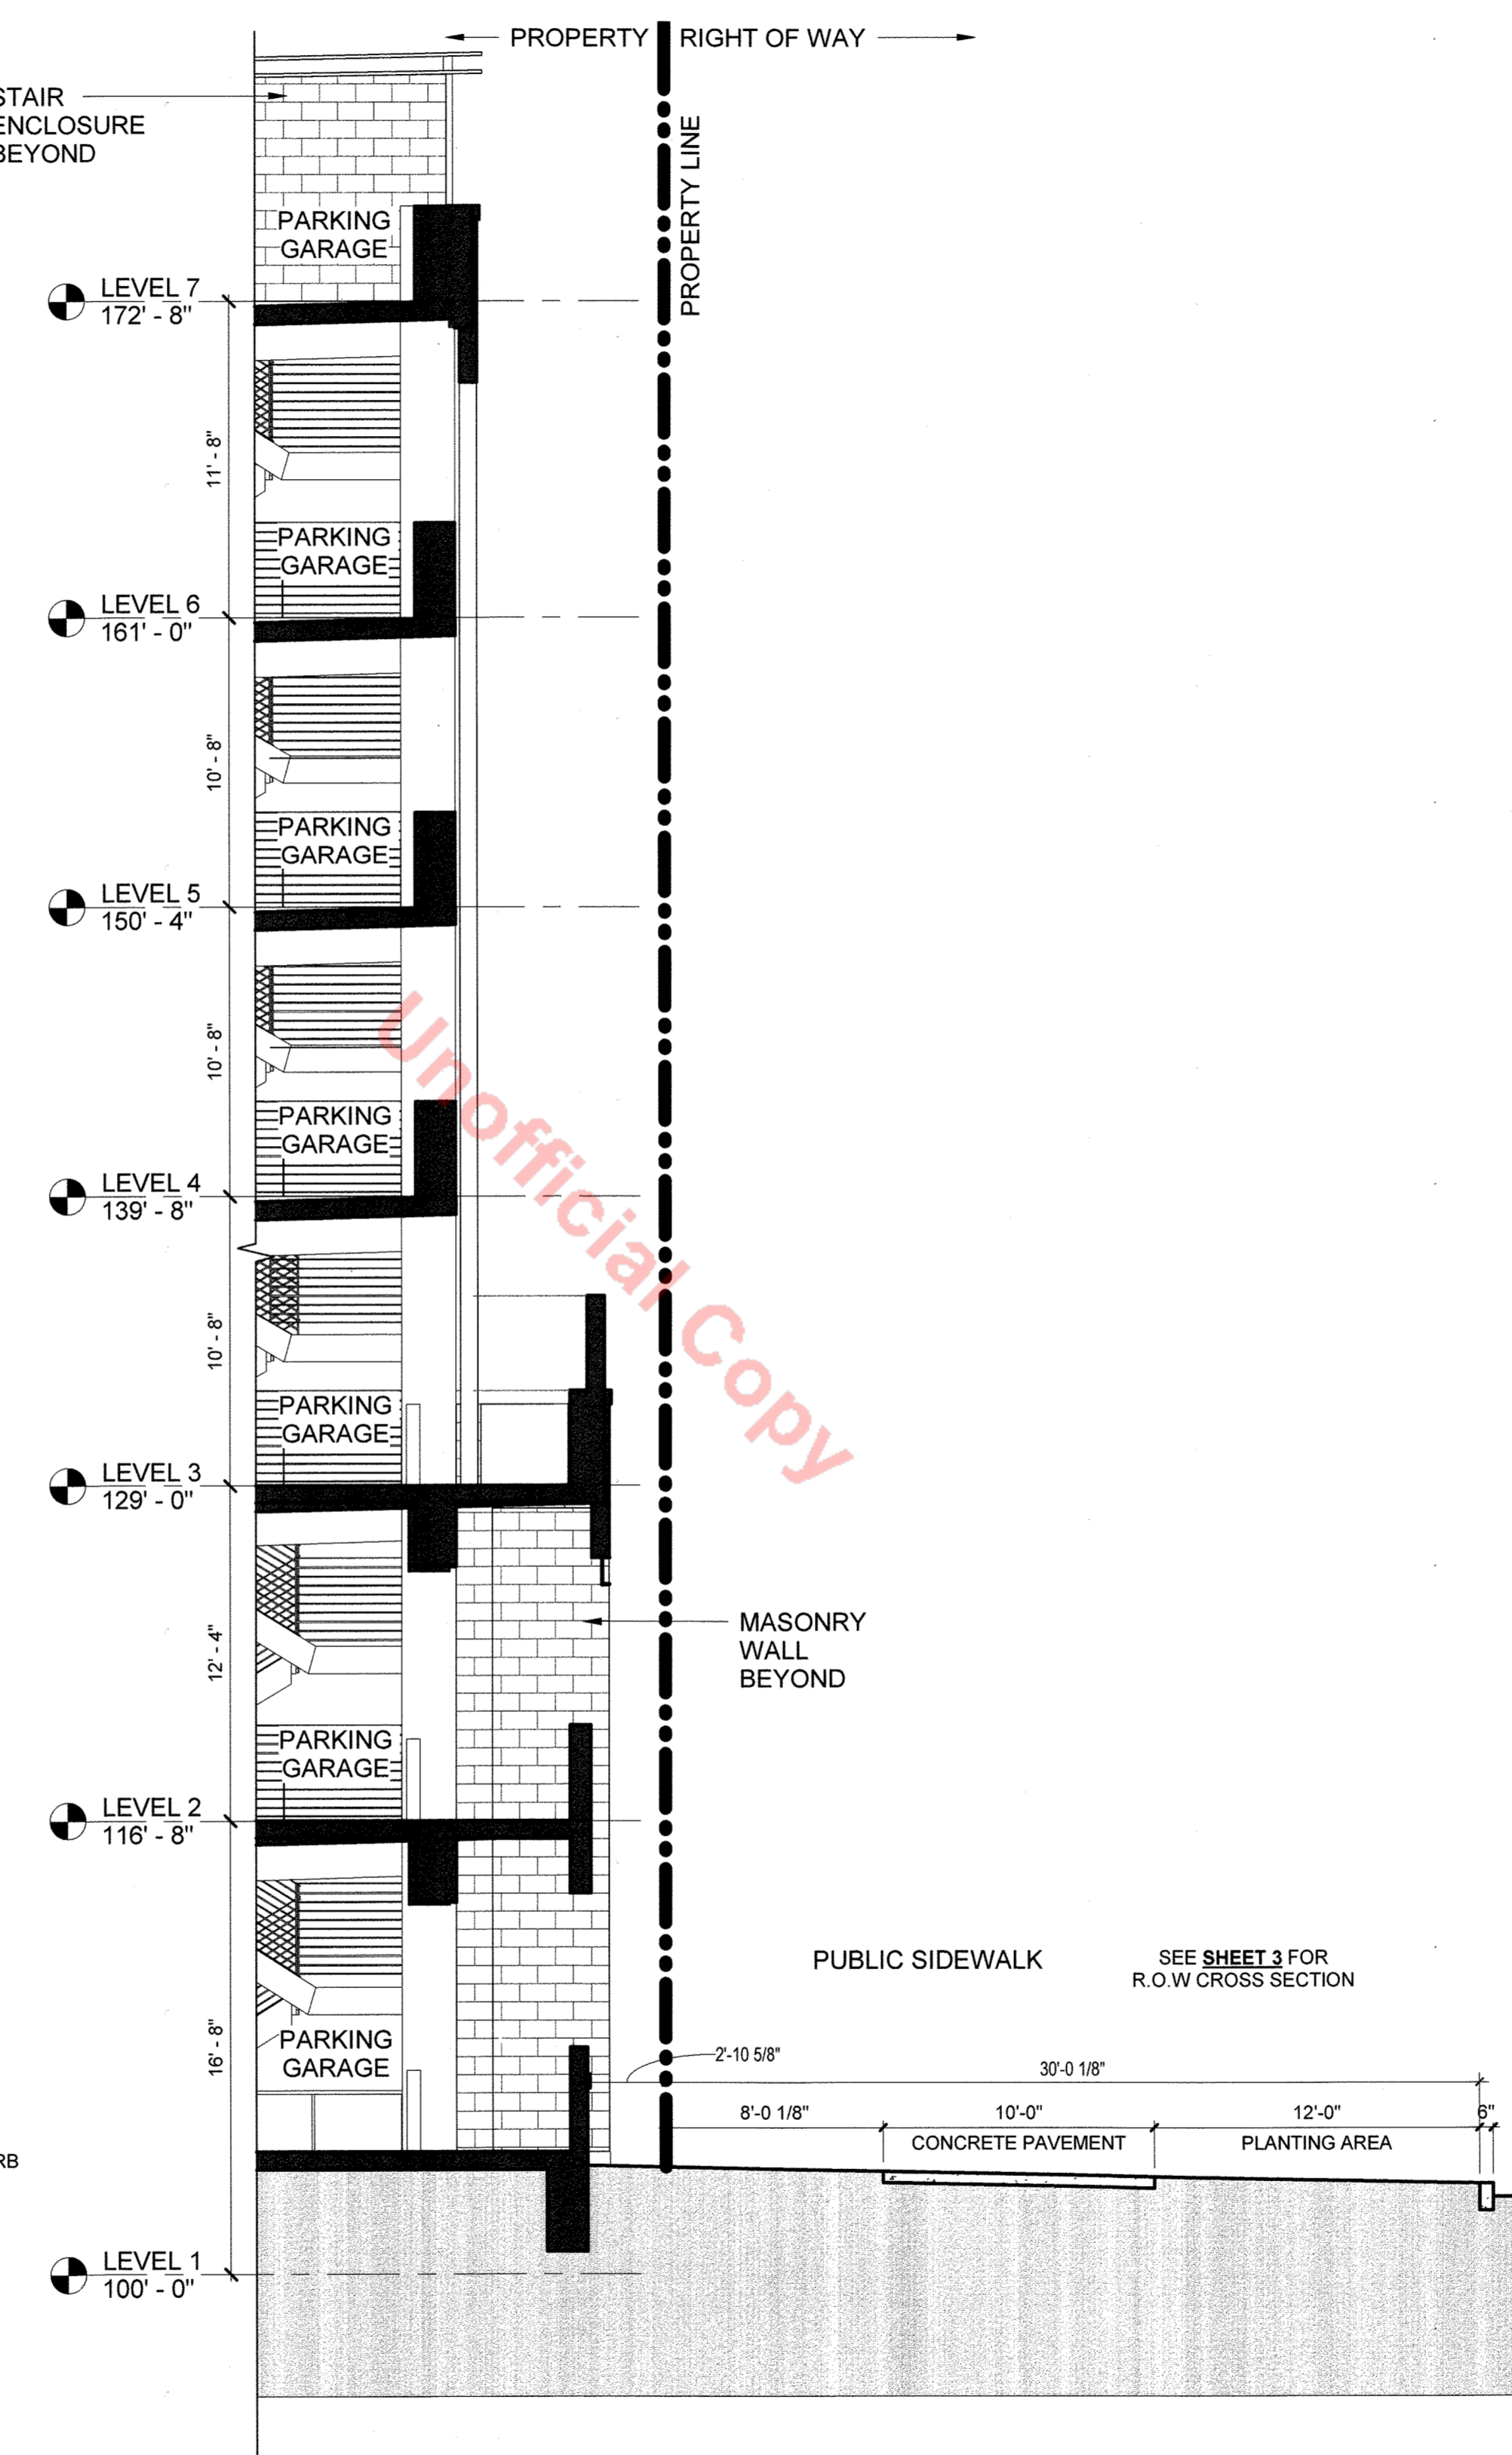 PROPERTY RIGHT OF WAY
STAIR
ENCLOSURE
BEYOND
PROPERTY LINE
PARKING
GARAGE
LEVEL 7
172' - 8"
11' - 8"
PARKING
GARAGE
LEVEL 6
161' - 0"
10' - 8"
PARKING
GARAGE
LEVEL 5
150' - 4"
10' - 8"
PARKING
GARAGE
LEVEL 4
139' - 8"
10' - 8"
PARKING
GARAGE
LEVEL 3
129' - 0"
Unofficial Copy
MASONRY
WALL
BEYOND
12' - 4"
PARKING
GARAGE
LEVEL 2
116' - 8"
PUBLIC SIDEWALK
SEE SHEET 3 FOR
R.O.W CROSS SECTION
16' - 8"
PARKING
GARAGE
2'-10 5/8"
30'-0 1/8"
8'-0 1/8"
10'-0"
12'-0"
6"
CONCRETE PAVEMENT
PLANTING AREA
RB
LEVEL 1
100' - 0"